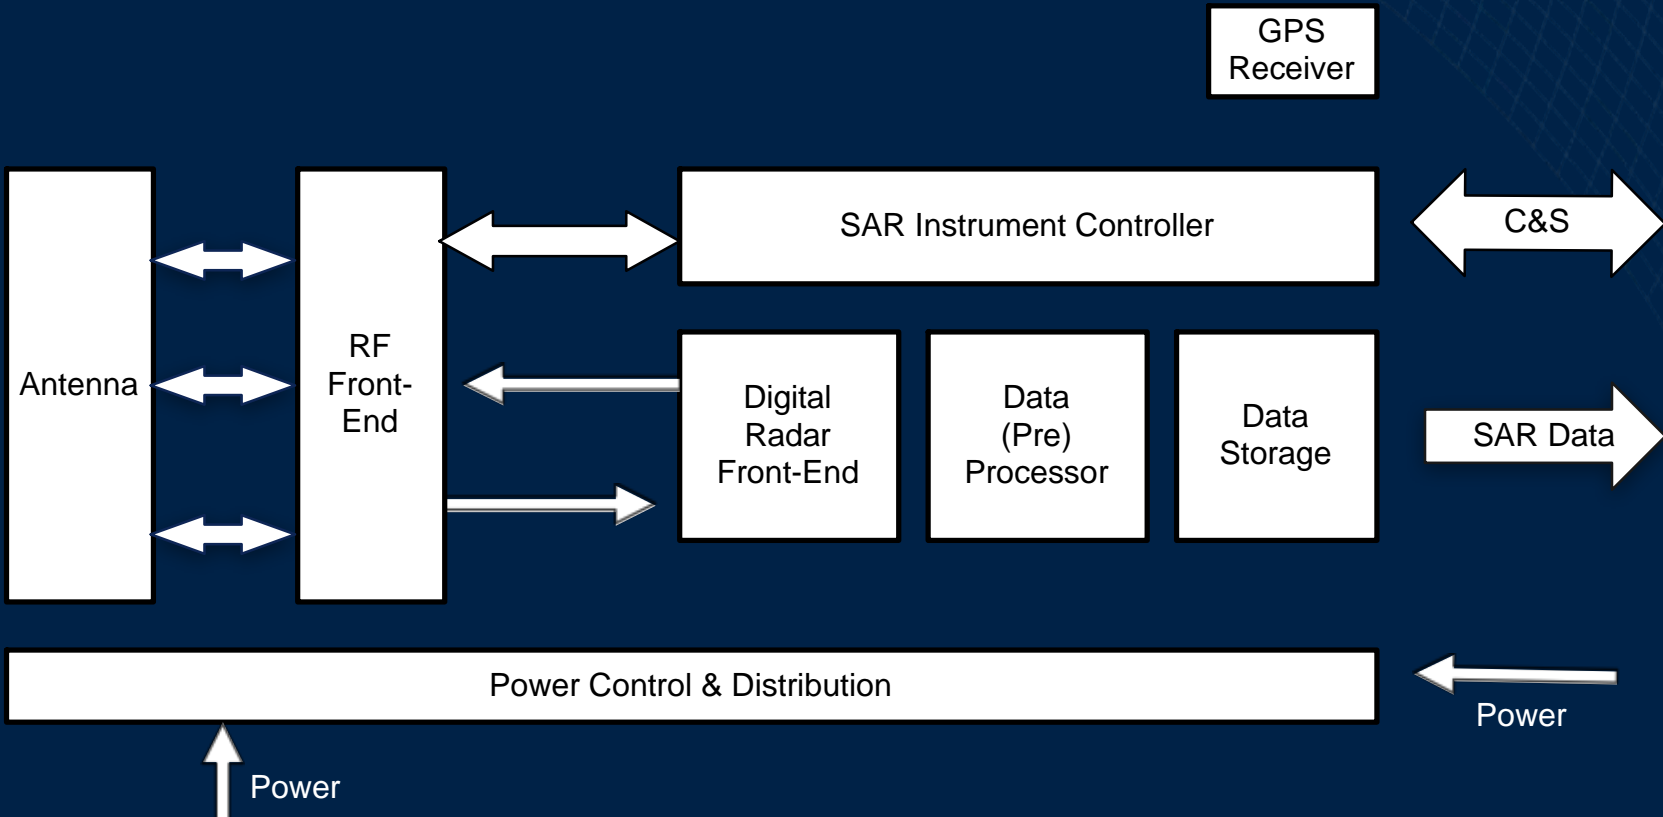 GPS
Receiver
SAR Instrument Controller
C&S
Antenna
RF
Front-
End
Digital
Radar
Front-End
Data
(Pre)
Processor
Data
Storage
SAR Data
Power Control & Distribution
Power
Power